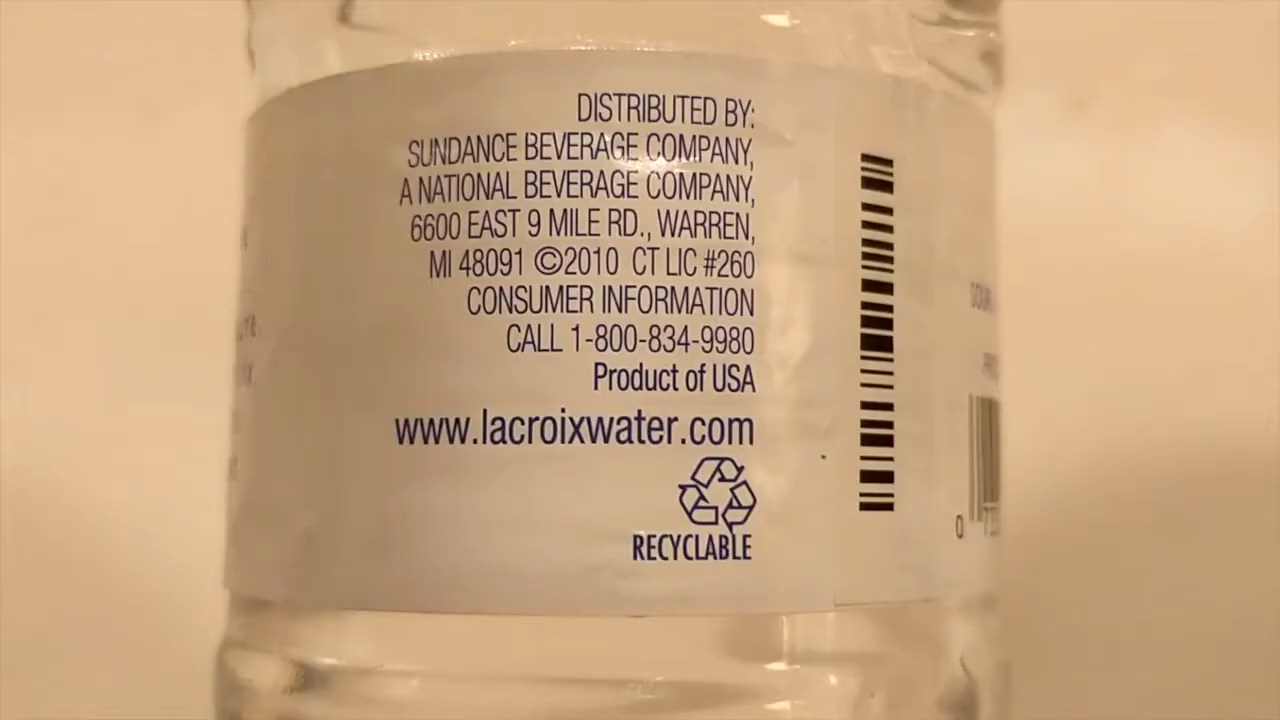 DISTRIBUTED BY:
SUNDANCE BEVERAGE COMPANY,
A NATIONAL BEVERAGE COMPANY,
6600 EAST 9 MILE RD., WARREN,
MI 48091 ©2010 CT LIC #260
CONSUMER INFORMATION
CALL 1-800-834-9980
Product of USA
www.lacroixwater.com
RECYCLABLE
0